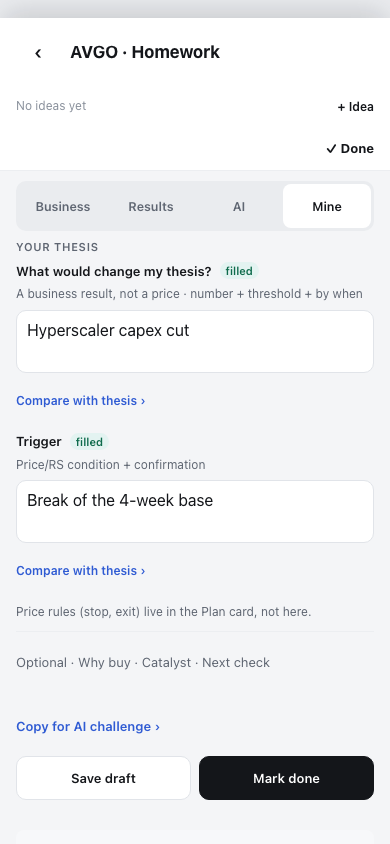 ‹ AVGO · Homework
No ideas yet
+ Idea
✓ Done
Business Results AI Mine
YOUR THESIS
What would change my thesis? filled
A business result, not a price · number + threshold + by when
Hyperscaler capex cut
Compare with thesis ›
Trigger filled
Price/RS condition + confirmation
Break of the 4-week base
Compare with thesis ›
Price rules (stop, exit) live in the Plan card, not here.
Optional · Why buy · Catalyst · Next check
Copy for AI challenge ›
Save draft Mark done